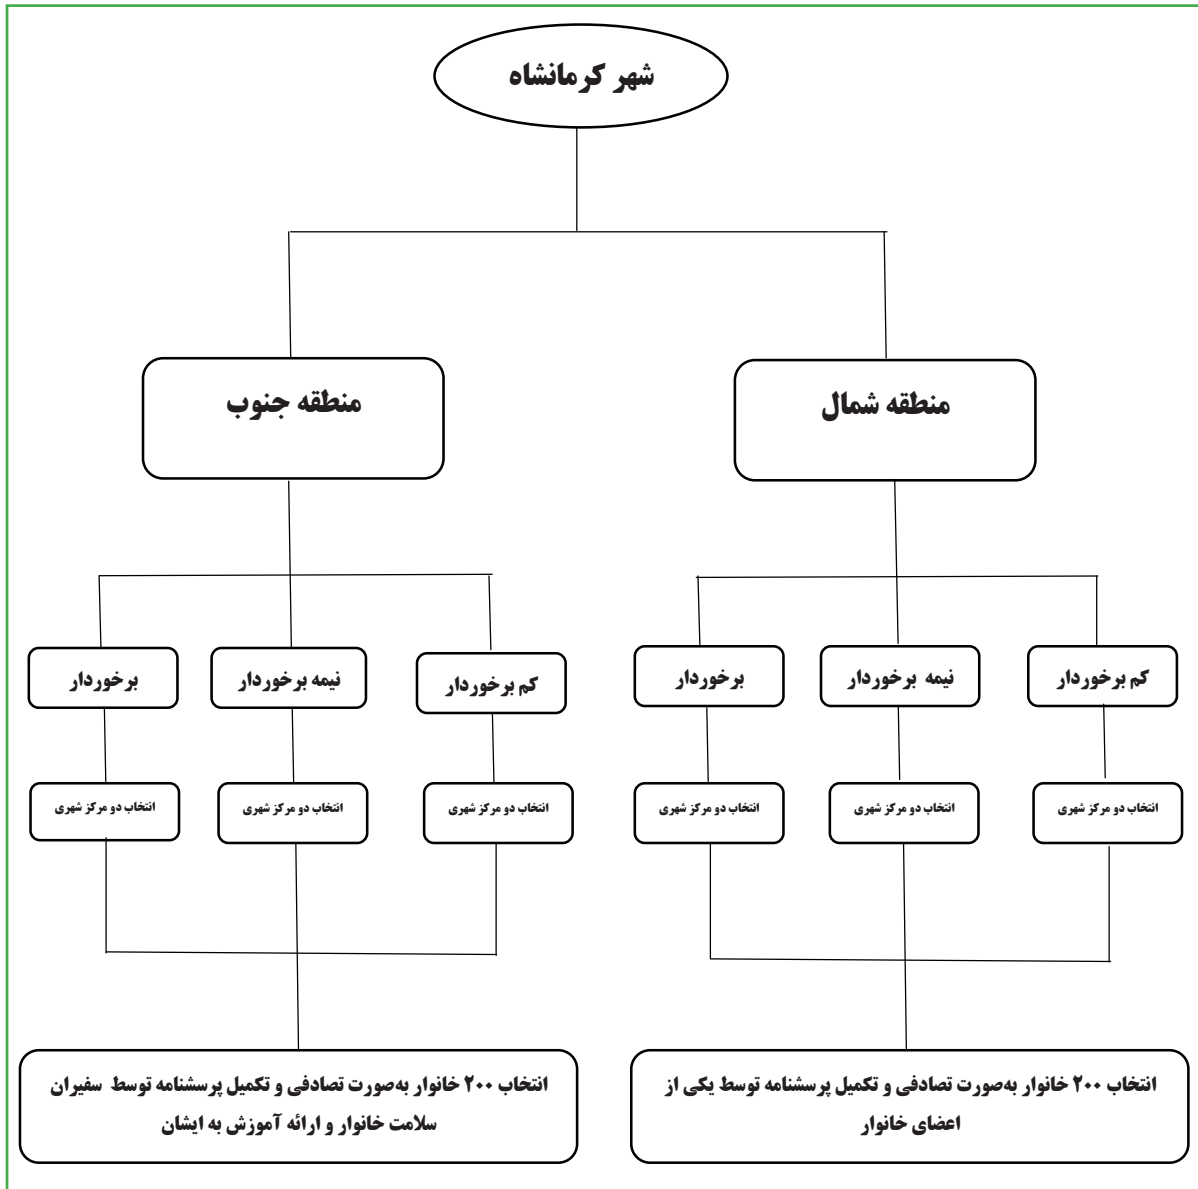 شهر کرمانشاه
منطقه شمال
منطقه جنوب
کم برخوردار
نیمه برخوردار
برخوردار
کم برخوردار
نیمه برخوردار
برخوردار
انتخاب دو مرکز شهری
انتخاب دو مرکز شهری
انتخاب دو مرکز شهری
انتخاب دو مرکز شهری
انتخاب دو مرکز شهری
انتخاب دو مرکز شهری
انتخاب ۲۰۰ خانوار به‌صورت تصادفی و تکمیل پرسشنامه توسط یکی از
اعضای خانوار
انتخاب ۲۰۰ خانوار به‌صورت تصادفی و تکمیل پرسشنامه توسط سفیران
سلامت خانوار و ارائه آموزش به ایشان